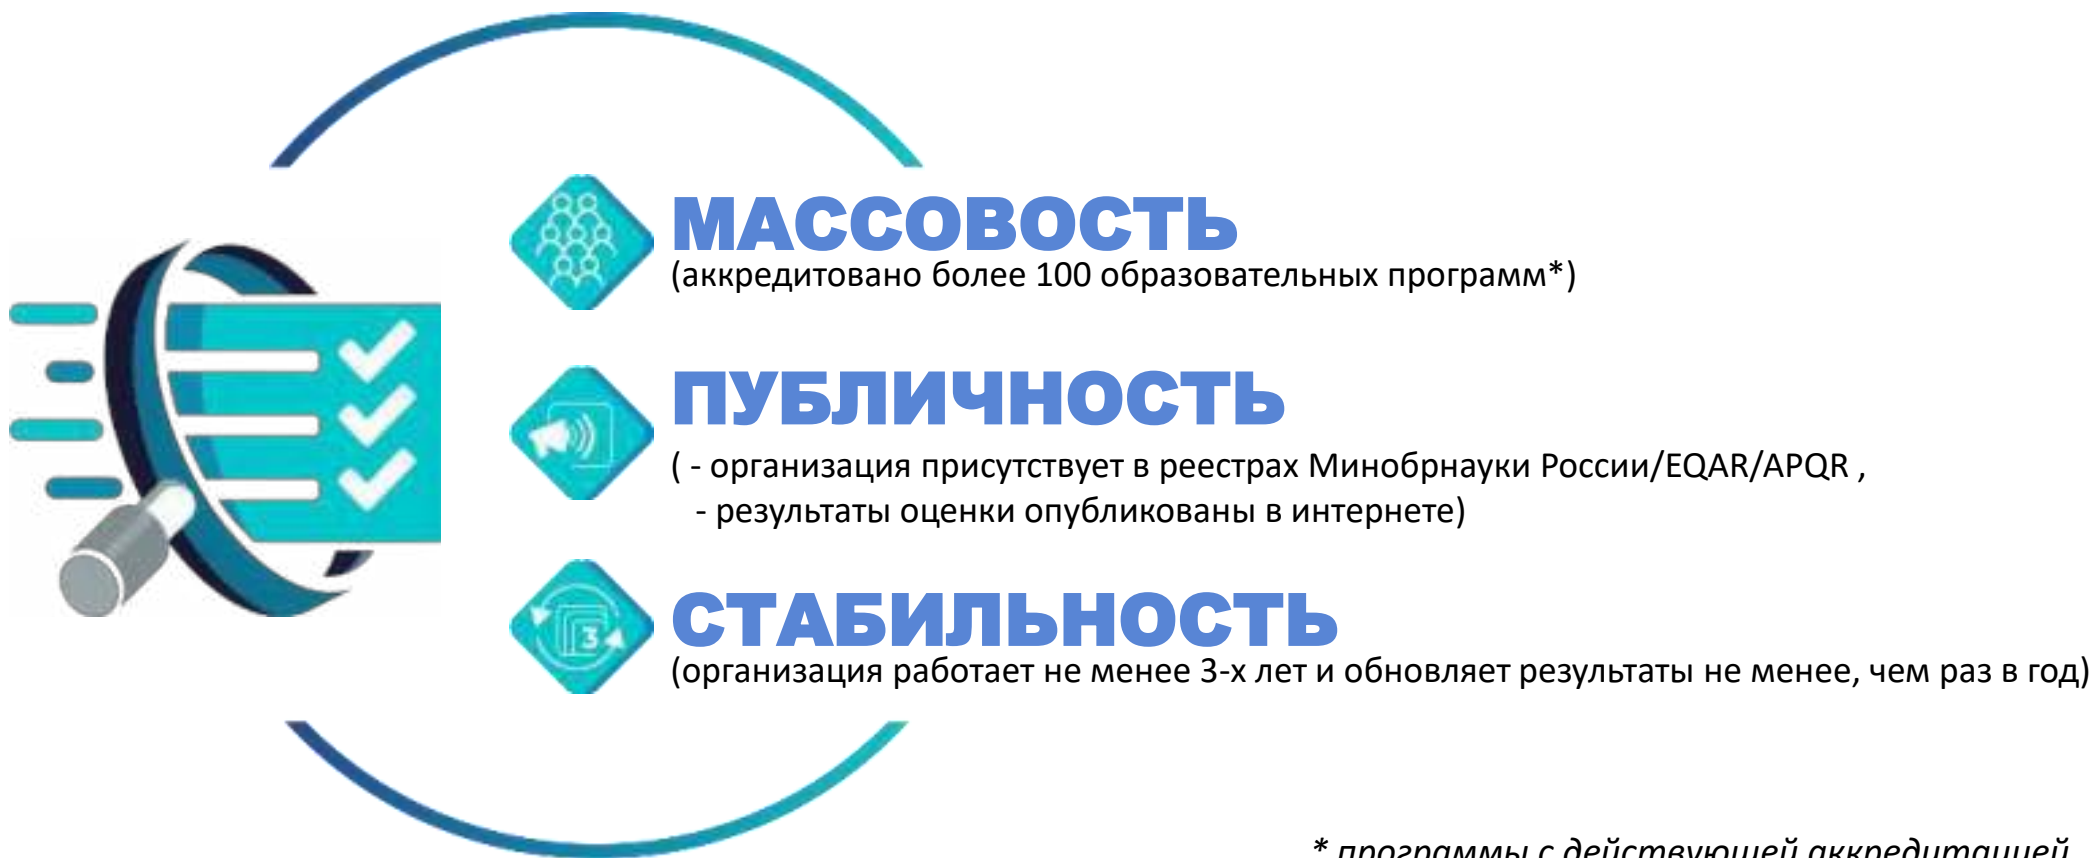 МАССОВОСТЬ
(аккредитовано более 100 образовательных программ*)
ПУБЛИЧНОСТЬ
( - организация присутствует в реестрах Минобрнауки России/EQAR/APQR ,
- результаты оценки опубликованы в интернете)
3
СТАБИЛЬНОСТЬ
(организация работает не менее 3-х лет и обновляет результаты не менее, чем раз в год)
* программы с действующей аккредитацией